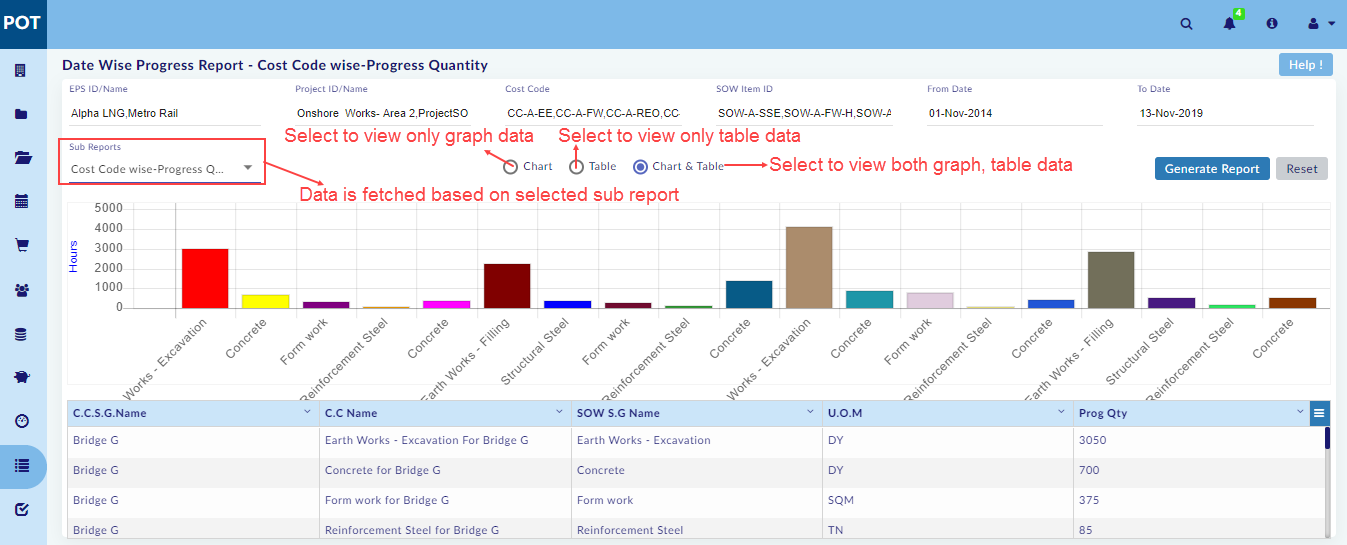 POT
4
Date Wise Progress Report - Cost Code wise-Progress Quantity
Help !
EPS ID/Name
Project ID/Name
Cost Code
SOW Item ID
From Date
To Date
Alpha LNG,Metro Rail
Onshore Works- Area 2,ProjectSO
CC-A-EE,CC-A-FW,CC-A-REO,CC-
SOW-A-SSE,SOW-A-FW-H,SOW-A
01-Nov-2014
13-Nov-2019
Select to view only graph data
Select to view only table data
Sub Reports
Cost Code wise-Progress Q...
Chart
Table
Chart & Table
Select to view both graph, table data
Generate Report
Reset
Data is fetched based on selected sub report
Hours
5000
4000
3000
2000
1000
0
Works - Excavation
Concrete
Form work
Reinforcement Steel
Concrete
Earth Works - Filling
Structural Steel
Form work
Reinforcement Steel
Concrete
Works - Excavation
Concrete
Form work
Reinforcement Steel
Concrete
Earth Works - Filling
Structural Steel
Reinforcement Steel
Concrete
C.C.S.G.Name
C.C Name
SOW S.G Name
U.O.M
Prog Qty
Bridge G
Earth Works - Excavation For Bridge G
Earth Works - Excavation
DY
3050
Bridge G
Concrete for Bridge G
Concrete
DY
700
Bridge G
Form work for Bridge G
Form work
SQM
375
Bridge G
Reinforcement Steel for Bridge G
Reinforcement Steel
TN
85